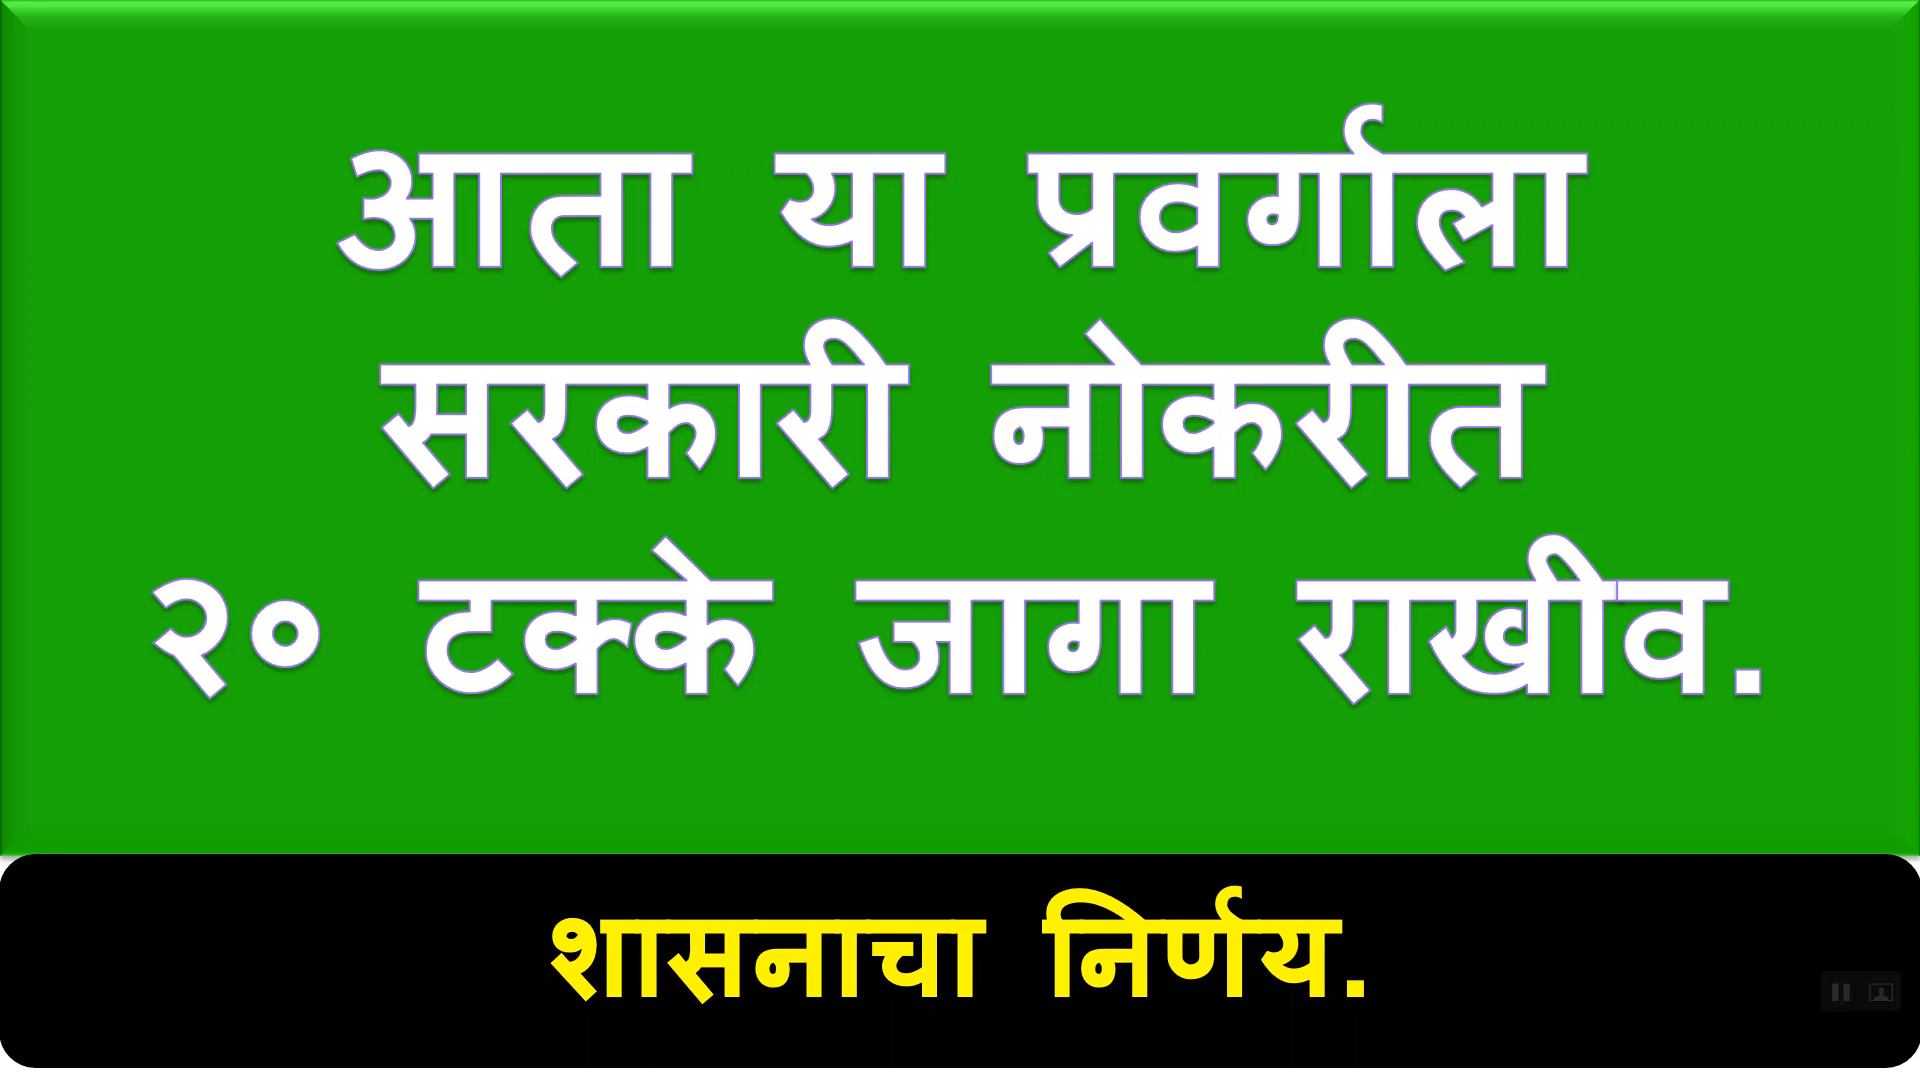 आता या प्रवर्गाला
सरकारी नोकरीत
२० टक्के जागा राखीव.
शासनाचा निर्णय.